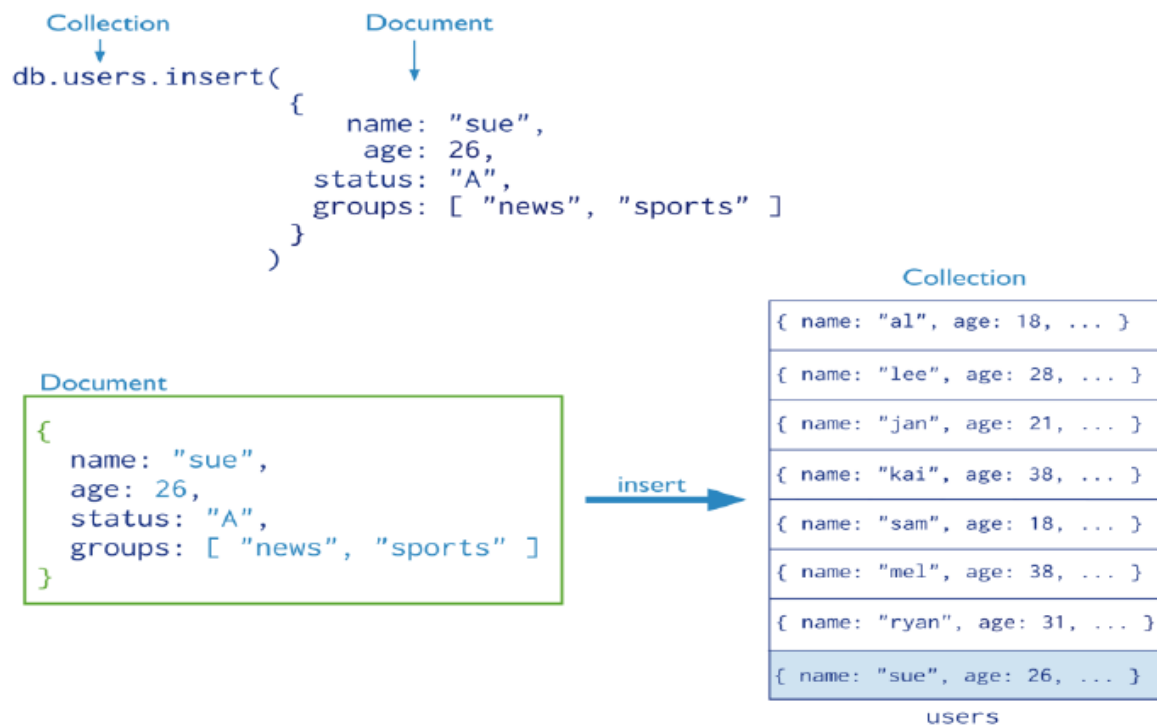 Collection Document
db.users.insert(
{
name: "sue",
age: 26,
status: "A",
groups: [ "news", "sports" ]
}
)
Document
{
name: "sue",
age: 26,
status: "A",
groups: [ "news", "sports" ]
}
insert
Collection
{ name: "al", age: 18, ... }
{ name: "lee", age: 28, ... }
{ name: "jan", age: 21, ... }
{ name: "kai", age: 38, ... }
{ name: "sam", age: 18, ... }
{ name: "mel", age: 38, ... }
{ name: "ryan", age: 31, ... }
{ name: "sue", age: 26, ... }
users